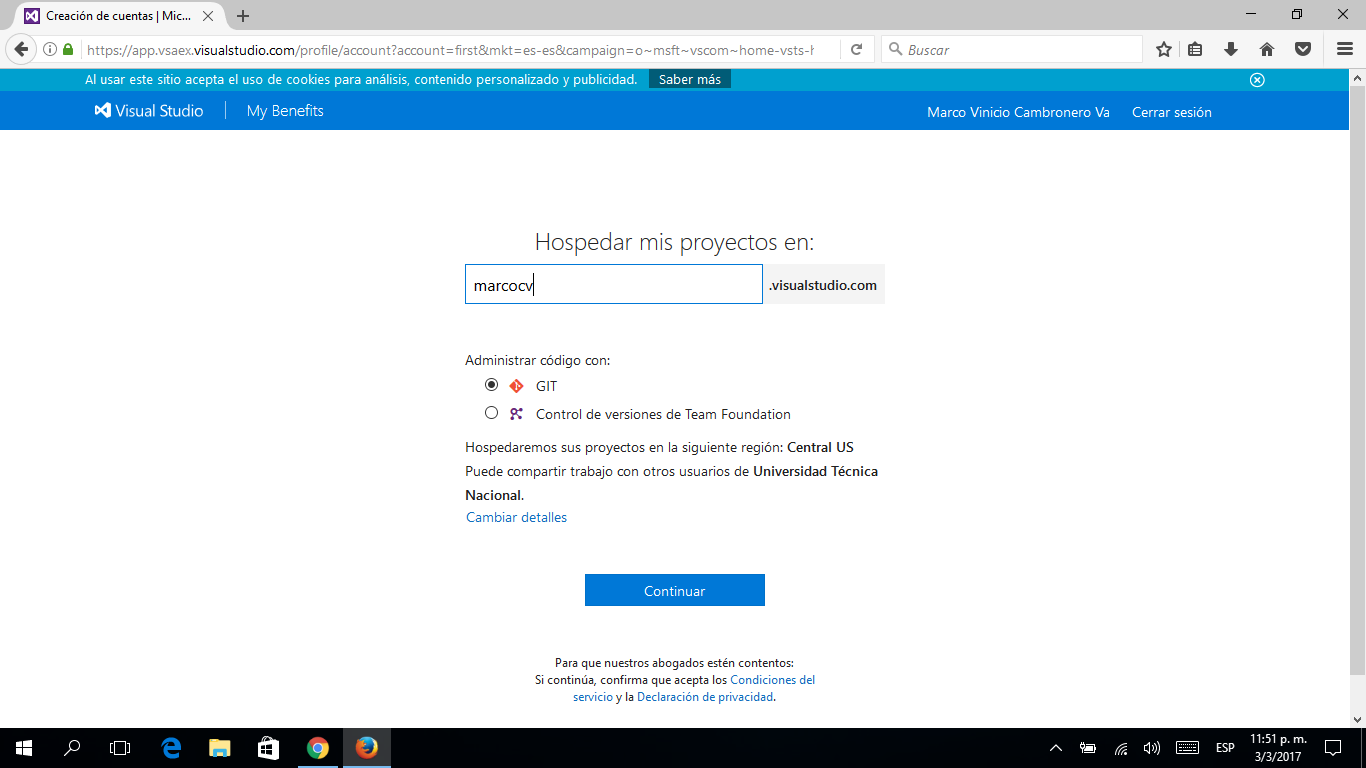 Creación de cuentas | Mic...
https://app.vsaex.visualstudio.com/profile/account?account=first&mkt=es-es&campaign=o~msft~vscom~home-vsts-h
Buscar
Al usar este sitio acepta el uso de cookies para análisis, contenido personalizado y publicidad. Saber más
Visual Studio | My Benefits Marco Vinicio Cambronero Va Cerrar sesión
Hospedar mis proyectos en:
marcocv .visualstudio.com
Administrar código con:
GIT
Control de versiones de Team Foundation
Hospedaremos sus proyectos en la siguiente región: Central US
Puede compartir trabajo con otros usuarios de Universidad Técnica
Nacional.
Cambiar detalles
Continuar
Para que nuestros abogados estén contentos:
Si continúa, confirma que acepta los Condiciones del
servicio y la Declaración de privacidad.
ESP
11:51 p. m.
3/3/2017